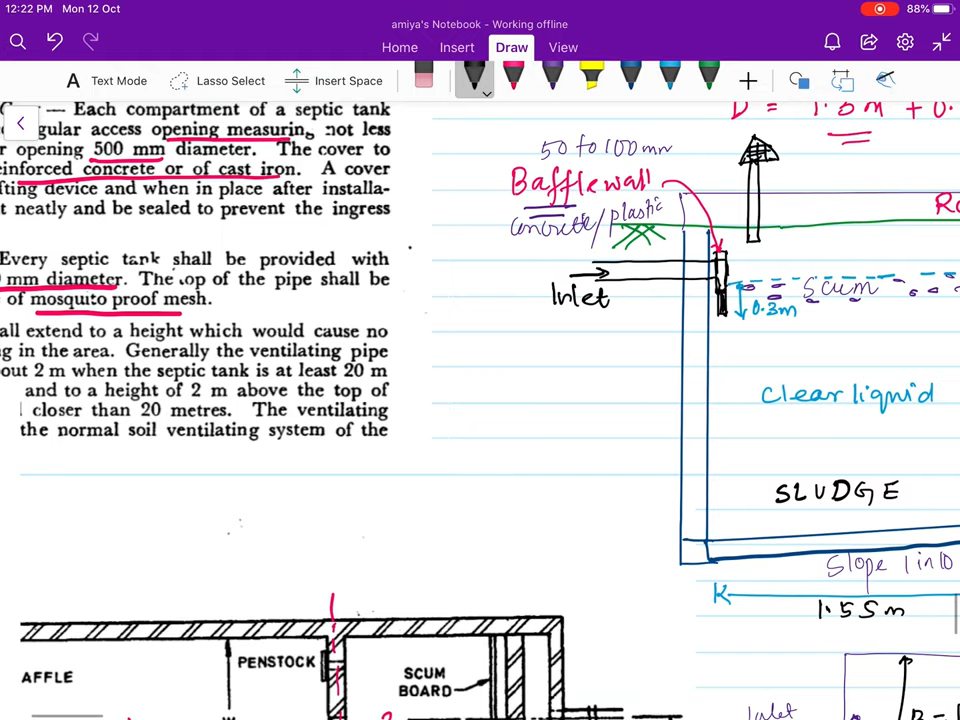 12:22 PM Mon 12 Oct
88%
amiya's Notebook - Working offline
Home Insert Draw View
Text Mode Lasso Select Insert Space
— Each compartment of a septic tank
gular access opening measuring not less
r opening 500 mm diameter. The cover to
einforced concrete or of cast iron. A cover
fting device and when in place after installa-
t neatly and be sealed to prevent the ingress
Every septic tank shall be provided with
mm diameter. The top of the pipe shall be
of mosquito proof mesh.
all extend to a height which would cause no
g in the area. Generally the ventilating pipe
out 2 m when the septic tank is at least 20 m
and to a height of 2 m above the top of
closer than 20 metres. The ventilating
the normal soil ventilating system of the
D = 1.3m + 0.
50 to 100mm
Bafflewall
concrete/plastic
Ro
Inlet
scum
0.3m
clear liquid
SLUDGE
Slope 1 in 10
1.55m
AFFLE
PENSTOCK
SCUM
BOARD
Inlet
B =